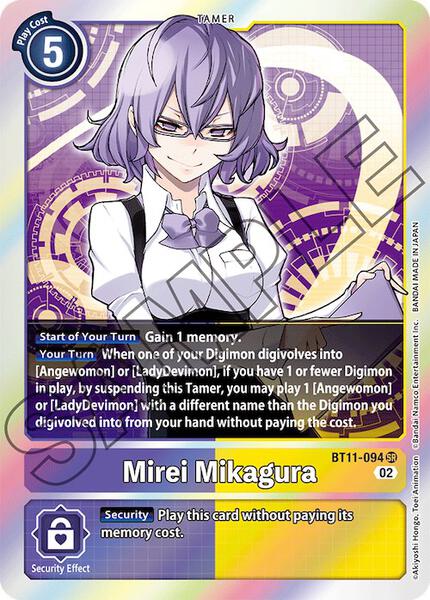 TAMER
Play Cost
5
SAMPLE
Start of Your Turn Gain 1 memory.
Your Turn When one of your Digimon digivolves into
[Angewomon] or [LadyDevimon], if you have 1 or fewer Digimon
in play, by suspending this Tamer, you may play 1 [Angewomon]
or [LadyDevimon] with a different name than the Digimon you
digivolved into from your hand without paying the cost.
Mirei Mikagura
BT11-094 SR
02
Security Play this card without paying its
memory cost.
Security Effect
©Akiyoshi Hongo, Toei Animation ©Bandai Namco Entertainment Inc. BANDAI MADE IN JAPAN